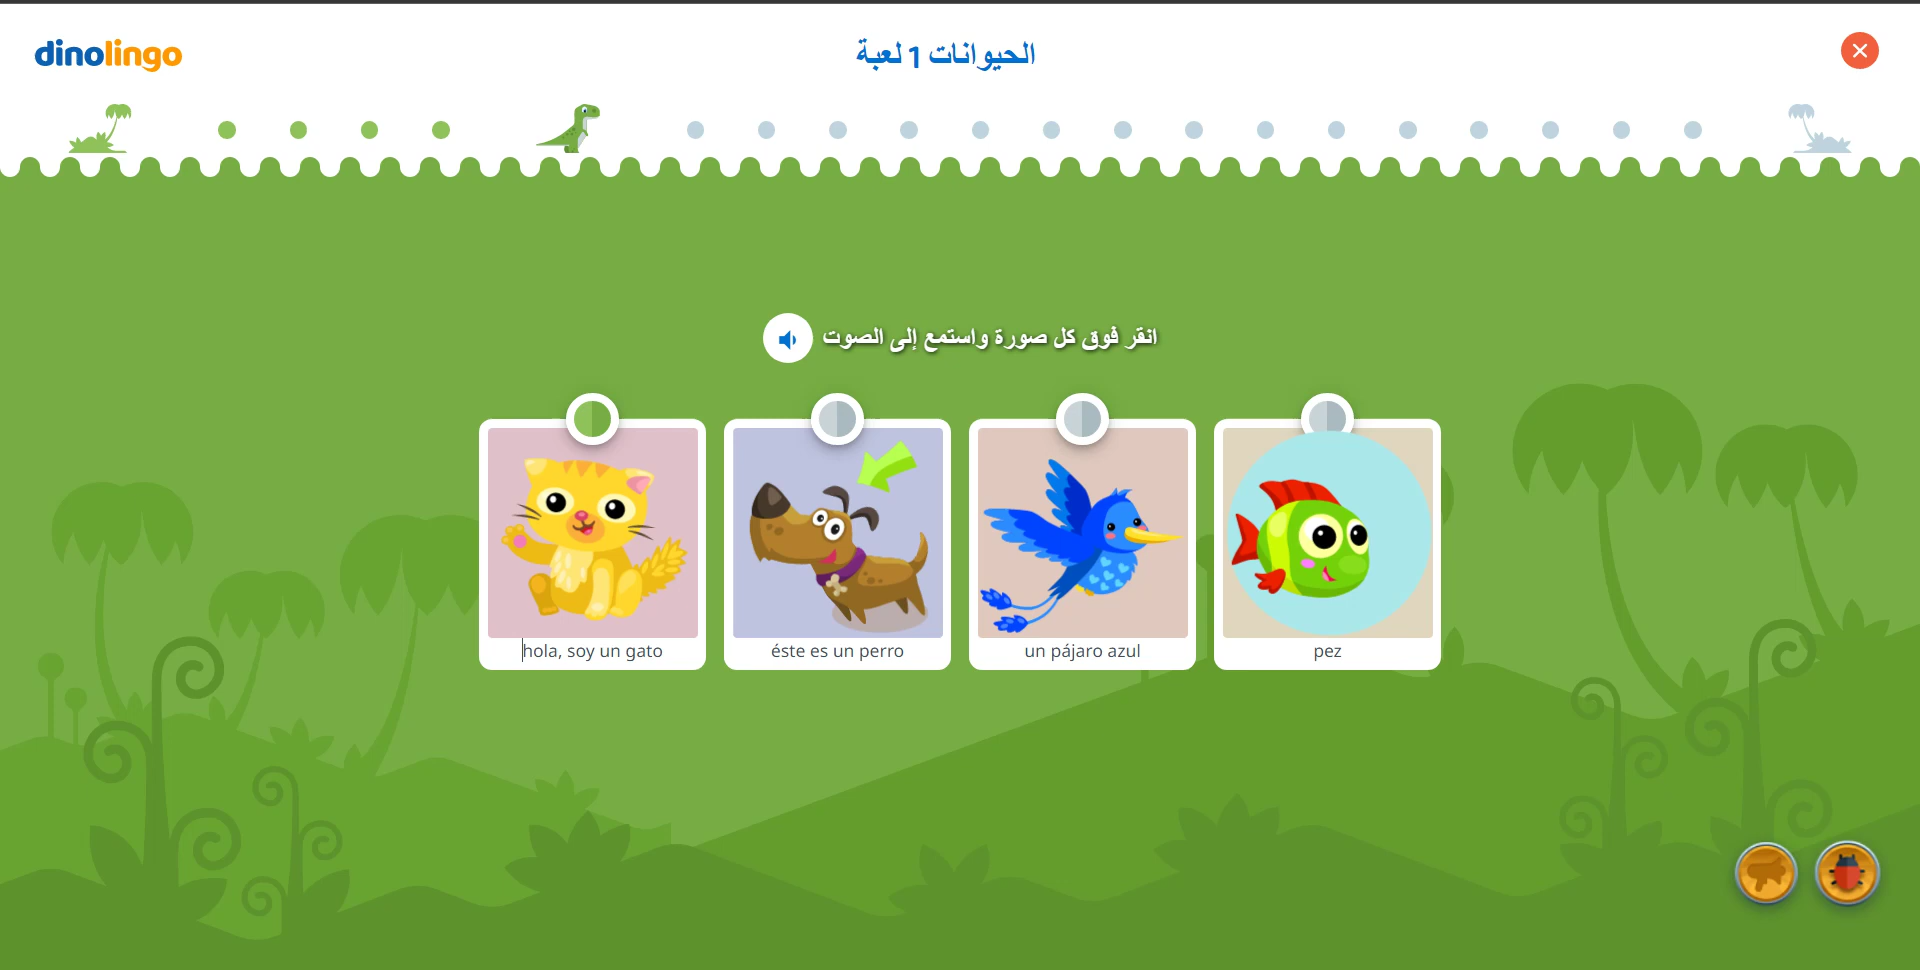 dinolingo
الحيوانات 1 لعبة
انقر فوق كل صورة واستمع إلى الصوت
hola, soy un gato
éste es un perro
un pájaro azul
pez